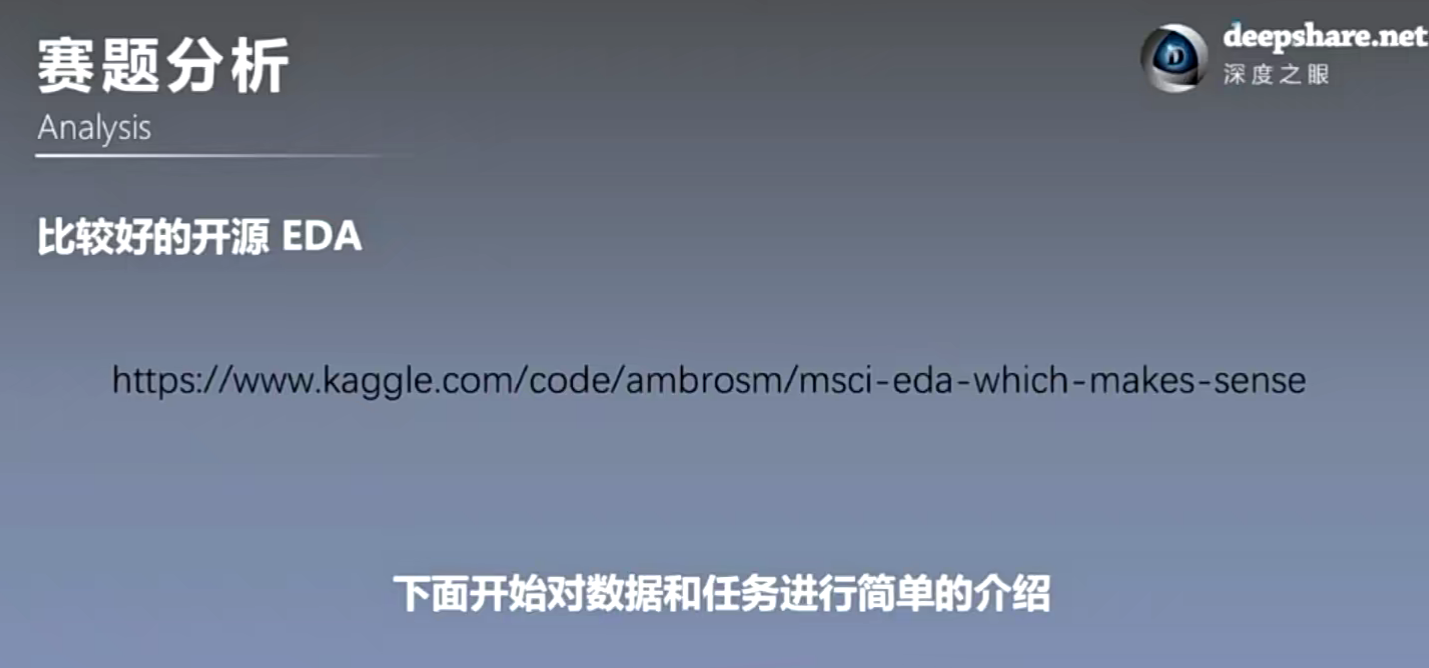 赛题分析
Analysis
deepshare.net
深度之眼
比较好的开源 EDA
https://www.kaggle.com/code/ambrosm/msci-eda-which-makes-sense
下面开始对数据和任务进行简单的介绍